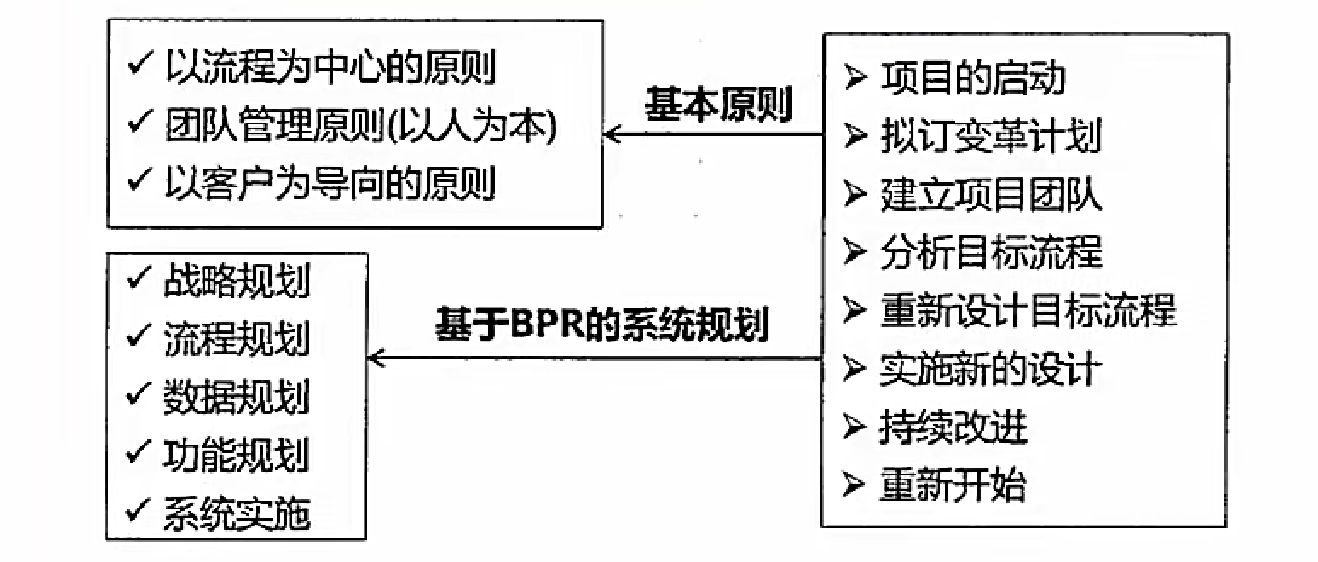 以流程为中心的原则
团队管理原则(以人为本)
以客户为导向的原则
基本原则
项目的启动
拟订变革计划
建立项目团队
分析目标流程
重新设计目标流程
实施新的设计
持续改进
重新开始
基于BPR的系统规划
战略规划
流程规划
数据规划
功能规划
系统实施